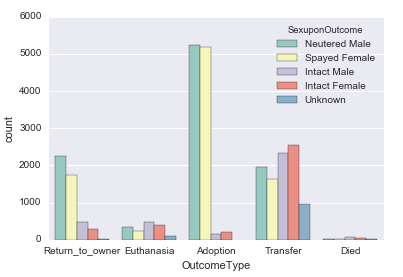 6000
5000
4000
3000
2000
1000
0
count
SexuponOutcome
Neutered Male
Spayed Female
Intact Male
Intact Female
Unknown
Return_to_owner Euthanasia Adoption Transfer Died
OutcomeType